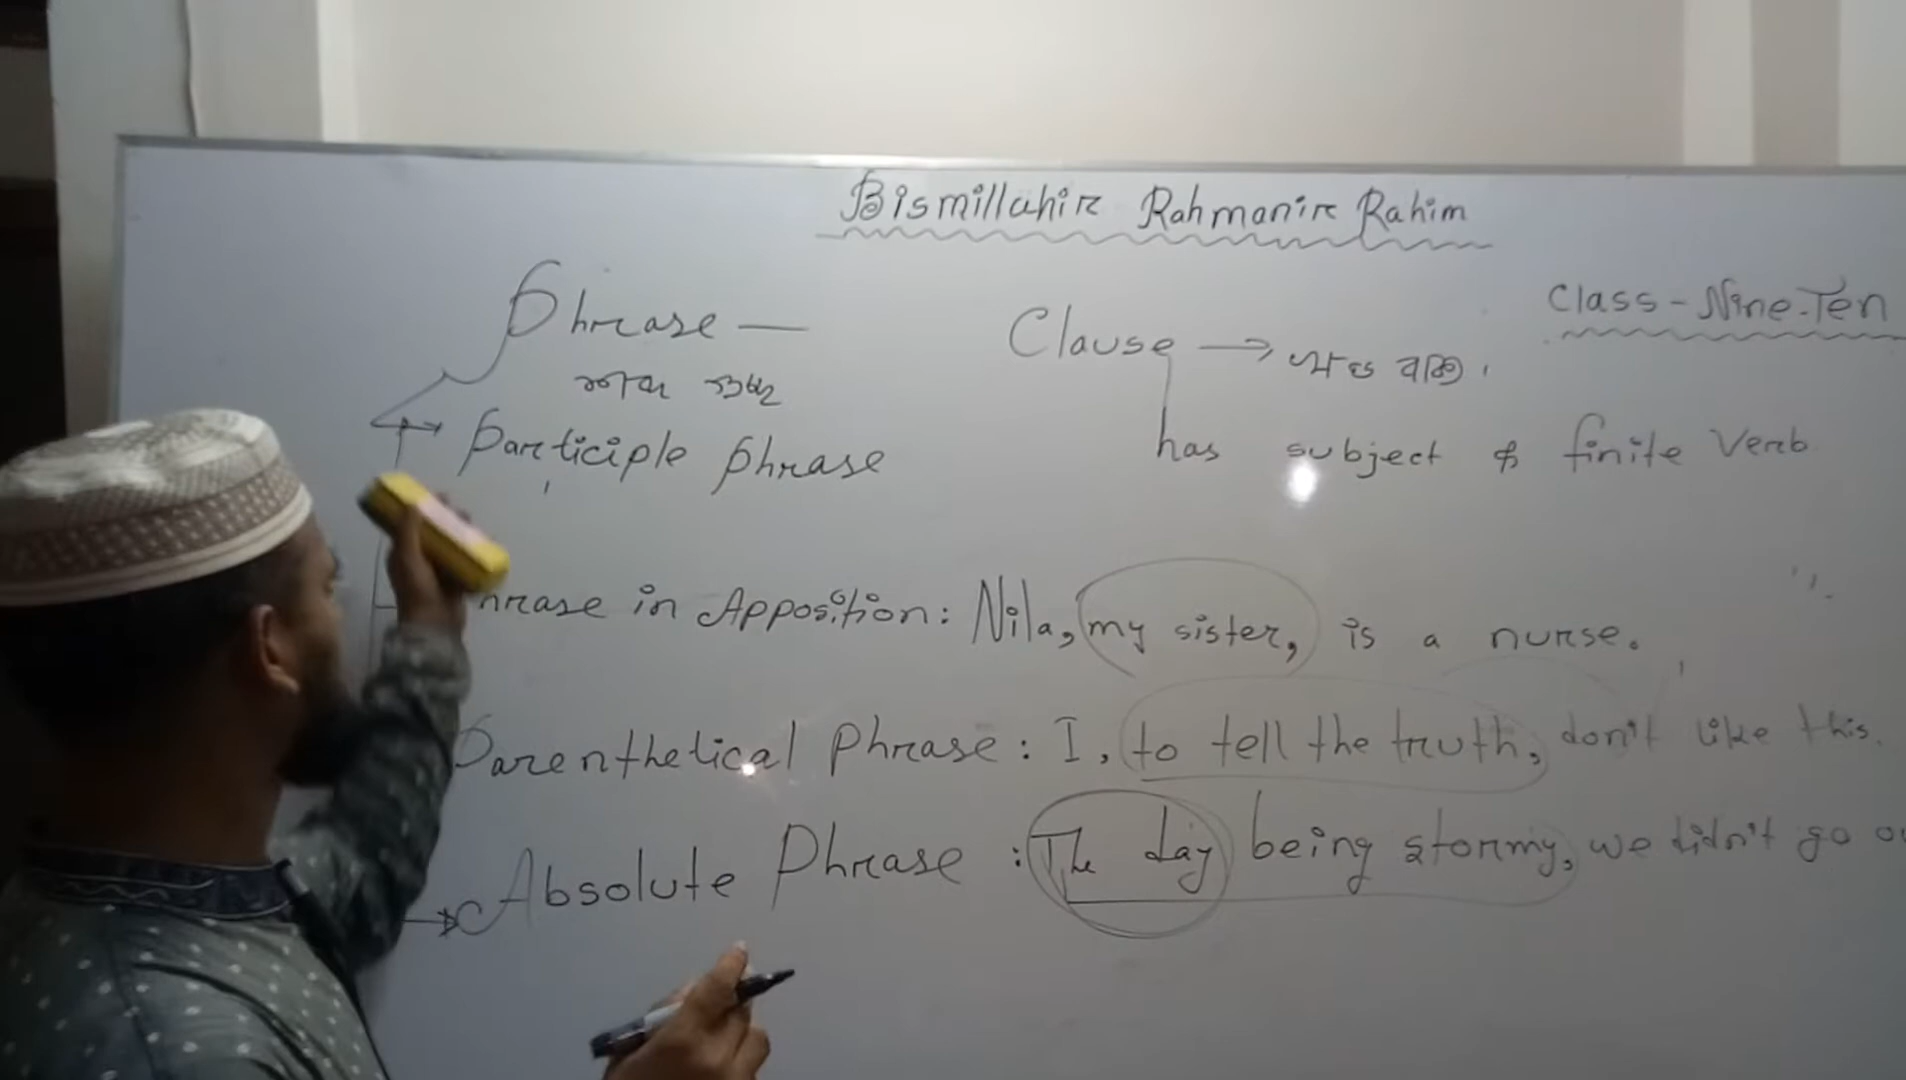 Bismillahir Rahmanir Rahim
Class - Nine-Ten
Phrase —
Clause → খণ্ড বাক্য।
Participle phrase
has subject & finite Verb
hrase in Apposition: Nila, my sister, is a nurse.
Parenthetical phrase: I, to tell the truth, don't like this.
Absolute Phrase: The day being stormy, we didn't go